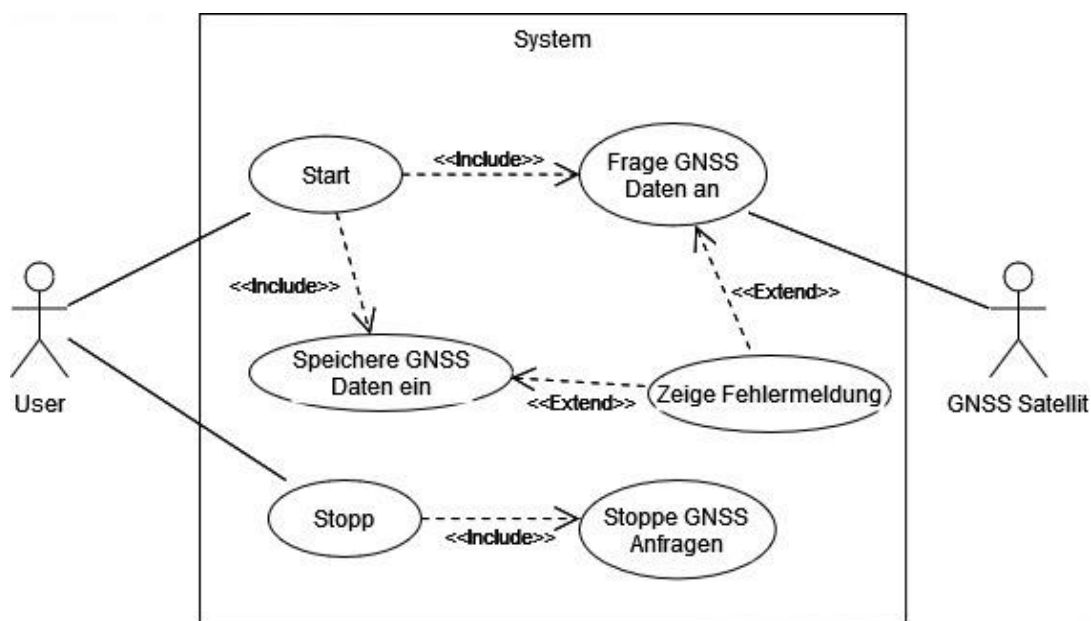 System
Start
<<Include>>
Frage GNSS
Daten an
<<Include>>
<<Extend>>
Speichere GNSS
Daten ein
<<Extend>>
Zeige Fehlermeldung
User
GNSS Satellit
Stopp
<<Include>>
Stoppe GNSS
Anfragen